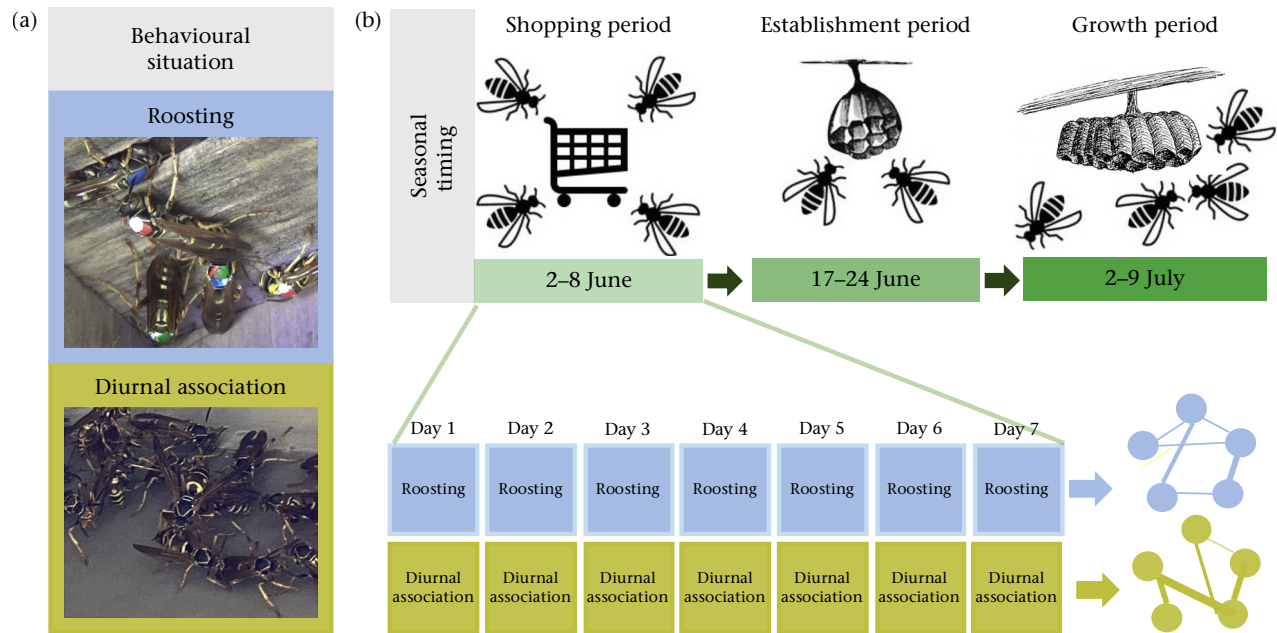 (a)
Behavioural
situation
Roosting
Diurnal association
(b)
Seasonal
timing
Shopping period
Establishment period
Growth period
2–8 June
17–24 June
2–9 July
Day 1
Day 2
Day 3
Day 4
Day 5
Day 6
Day 7
Roosting
Roosting
Roosting
Roosting
Roosting
Roosting
Roosting
Diurnal
association
Diurnal
association
Diurnal
association
Diurnal
association
Diurnal
association
Diurnal
association
Diurnal
association